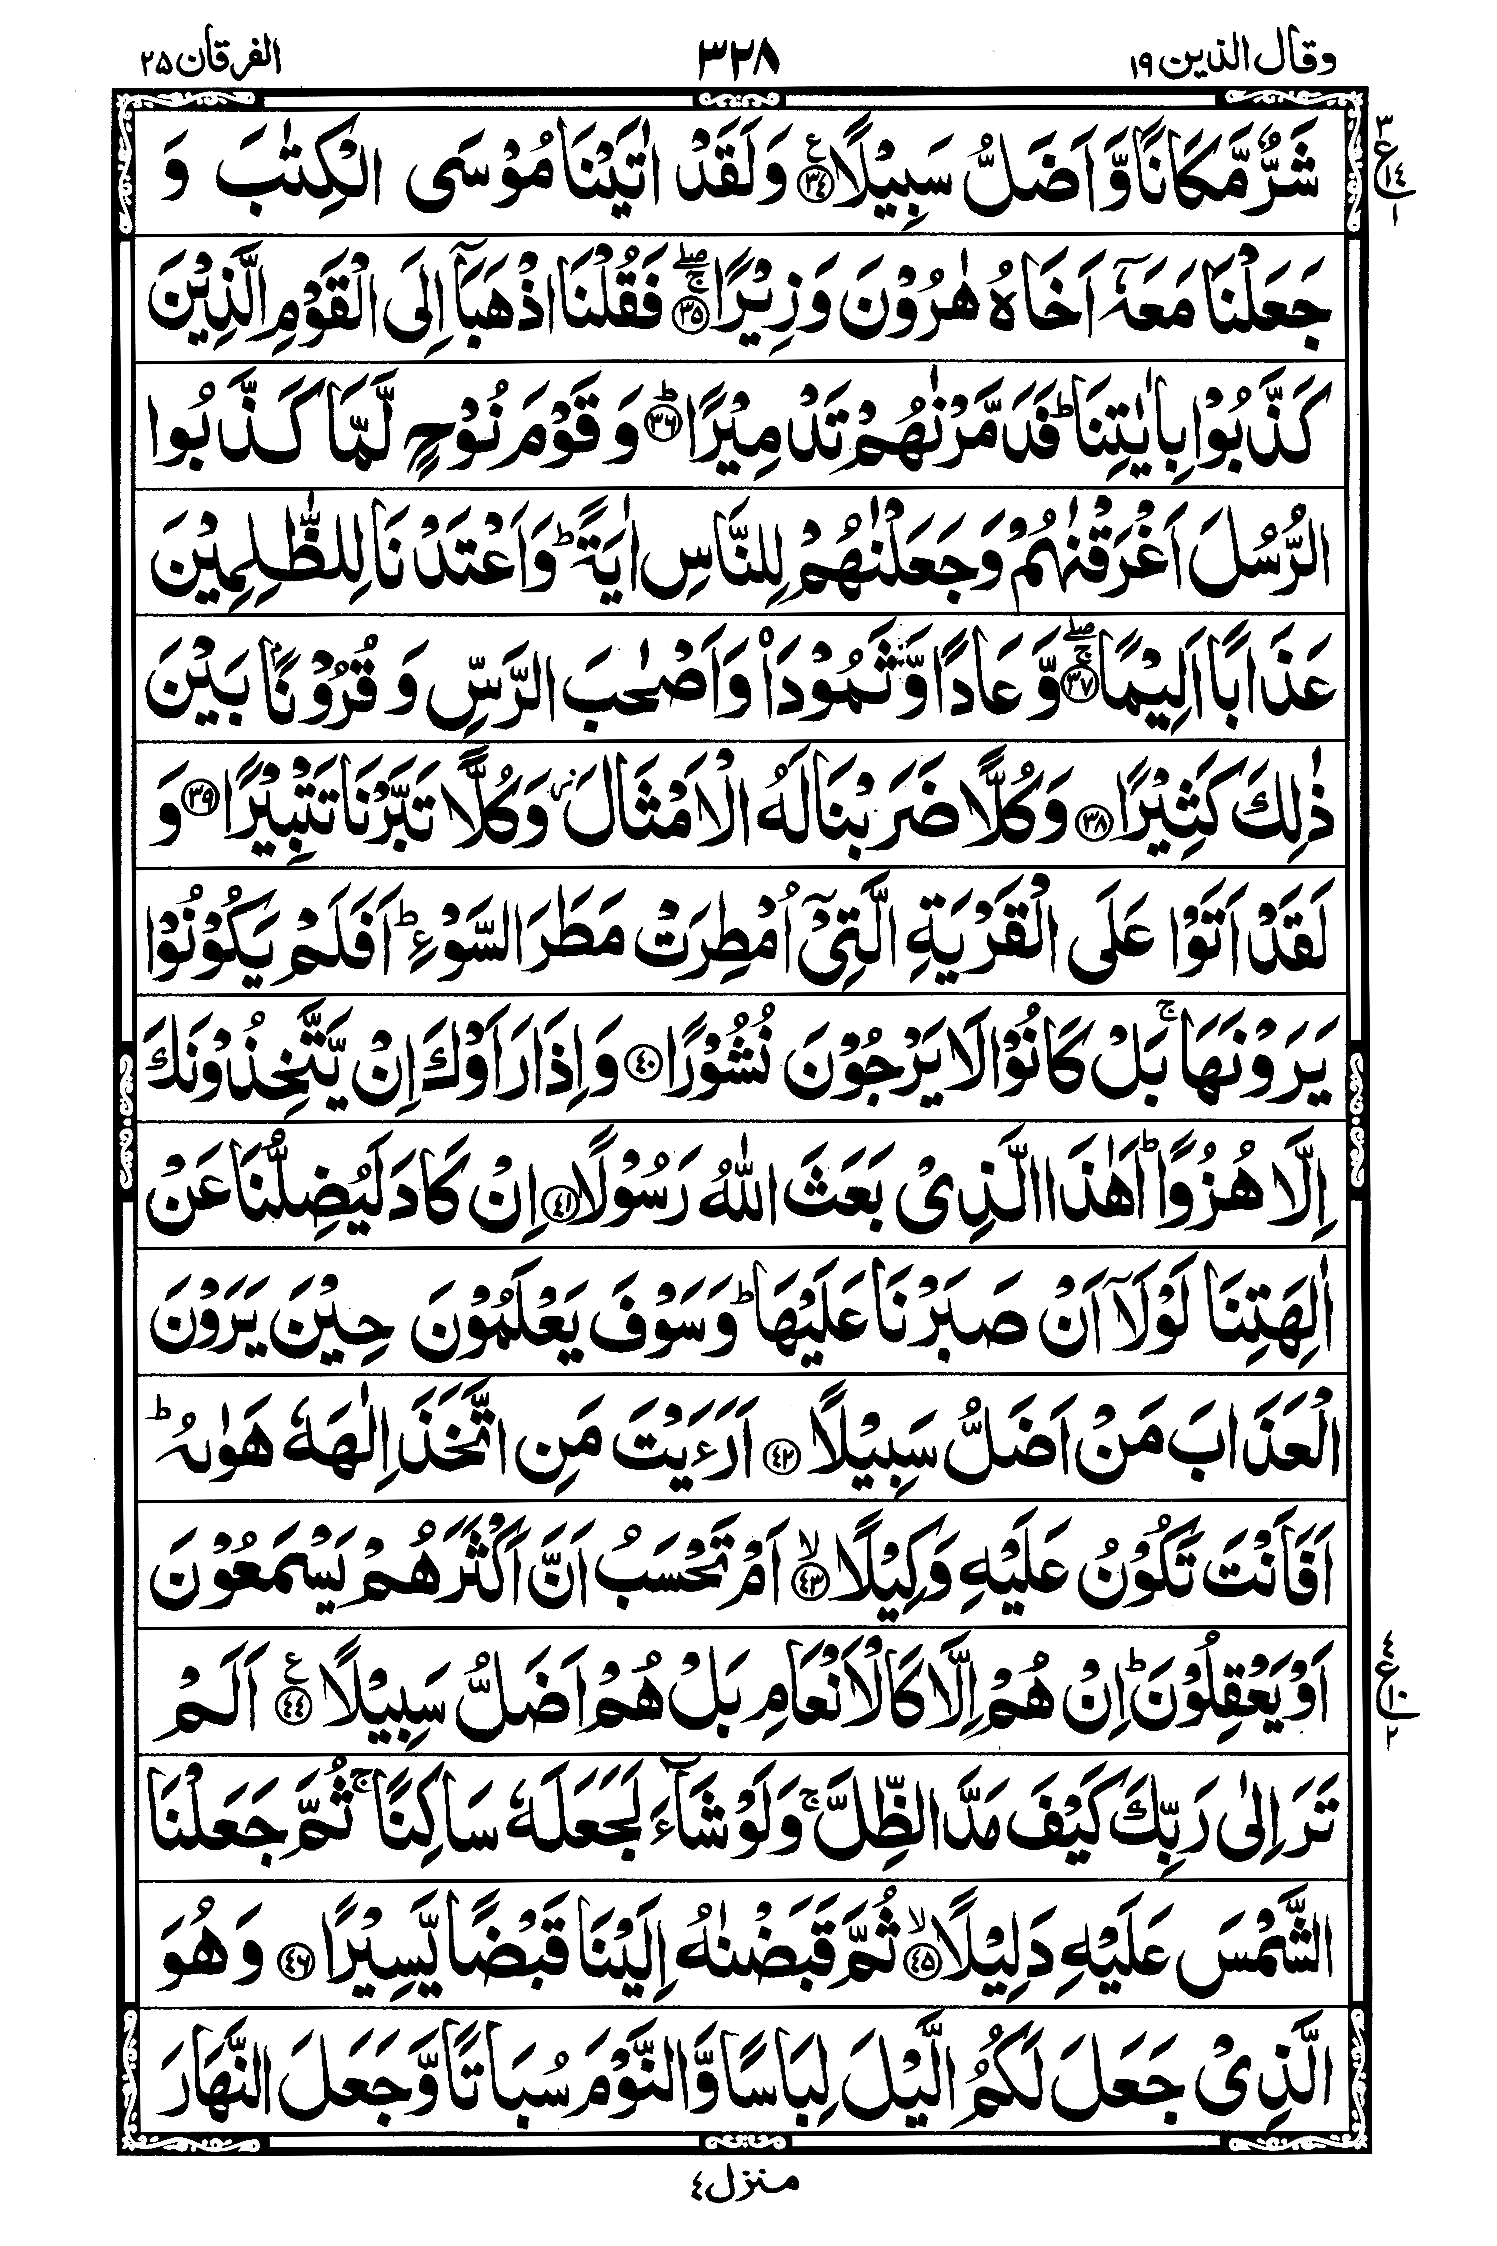 وقال الذين ١٩
٣٢٨
الفرقان ٢٥
شَرٌّ مَّكَانًا وَّاَضَلُّ سَبِيْلًا ۟ع ﴿٣٤﴾ وَلَقَدْ اٰتَيْنَا مُوْسَى الْكِتٰبَ وَ
٣ ع ١٤ ١
جَعَلْنَا مَعَهٗۤ اَخَاهُ هٰرُوْنَ وَزِيْرًا ۖۚ ﴿٣٥﴾ فَقُلْنَا اذْهَبَاۤ اِلَى الْقَوْمِ الَّذِيْنَ
كَذَّبُوْا بِاٰيٰتِنَا ؕ فَدَمَّرْنٰهُمْ تَدْمِيْرًا ؕ ﴿٣٦﴾ وَ قَوْمَ نُوْحٍ لَّمَّا كَذَّبُوا
الرُّسُلَ اَغْرَقْنٰهُمْ وَجَعَلْنٰهُمْ لِلنَّاسِ اٰيَةً ؕ وَاَعْتَدْنَا لِلظّٰلِمِيْنَ
عَذَابًا اَلِيْمًا ۖۚ ﴿٣٧﴾ وَّ عَادًا وَّثَمُوْدَا۠ وَاَصْحٰبَ الرَّسِّ وَ قُرُوْنًۢا بَيْنَ
ذٰلِكَ كَثِيْرًا ﴿٣٨﴾ وَكُلًّا ضَرَبْنَا لَهُ الْاَمْثَالَ ؗ وَكُلًّا تَبَّرْنَا تَتْبِيْرًا ﴿٣٩﴾ وَ
لَقَدْ اَتَوْا عَلَى الْقَرْيَةِ الَّتِىْۤ اُمْطِرَتْ مَطَرَ السَّوْءِ ؕ اَفَلَمْ يَكُوْنُوْا
يَرَوْنَهَا ۚ بَلْ كَانُوْا لَا يَرْجُوْنَ نُشُوْرًا ﴿٤٠﴾ وَاِذَا رَاَوْكَ اِنْ يَّتَّخِذُوْنَكَ
اِلَّا هُزُوًا ؕ اَهٰذَا الَّذِىْ بَعَثَ اللّٰهُ رَسُوْلًا ﴿٤١﴾ اِنْ كَادَ لَيُضِلُّنَا عَنْ
اٰلِهَتِنَا لَوْلَاۤ اَنْ صَبَرْنَا عَلَيْهَا ؕ وَسَوْفَ يَعْلَمُوْنَ حِيْنَ يَرَوْنَ
الْعَذَابَ مَنْ اَضَلُّ سَبِيْلًا ﴿٤٢﴾ اَرَءَيْتَ مَنِ اتَّخَذَ اِلٰهَهٗ هَوٰىهُ ؕ
اَفَاَنْتَ تَكُوْنُ عَلَيْهِ وَكِيْلًا ۙ ﴿٤٣﴾ اَمْ تَحْسَبُ اَنَّ اَكْثَرَهُمْ يَسْمَعُوْنَ
اَوْ يَعْقِلُوْنَ ؕ اِنْ هُمْ اِلَّا كَالْاَنْعَامِ بَلْ هُمْ اَضَلُّ سَبِيْلًا ع ﴿٤٤﴾ اَلَمْ
٤ ع ١٠ ٢
تَرَ اِلٰى رَبِّكَ كَيْفَ مَدَّ الظِّلَّ ۚ وَلَوْ شَآءَ لَجَعَلَهٗ سَاكِنًا ۚ ثُمَّ جَعَلْنَا
الشَّمْسَ عَلَيْهِ دَلِيْلًا ۙ ﴿٤٥﴾ ثُمَّ قَبَضْنٰهُ اِلَيْنَا قَبْضًا يَّسِيْرًا ﴿٤٦﴾ وَهُوَ
الَّذِىْ جَعَلَ لَكُمُ الَّيْلَ لِبَاسًا وَّالنَّوْمَ سُبَاتًا وَّجَعَلَ النَّهَارَ
منزل ٤